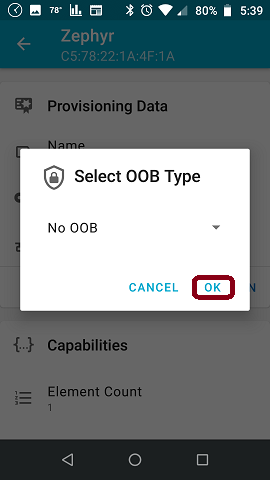 78° 80% 5:39
Zephyr
C5:78:22:1A:4F:1A
Provisioning Data
Name
Select OOB Type
No OOB
CANCEL OK N
Capabilities
{...}
Element Count
1